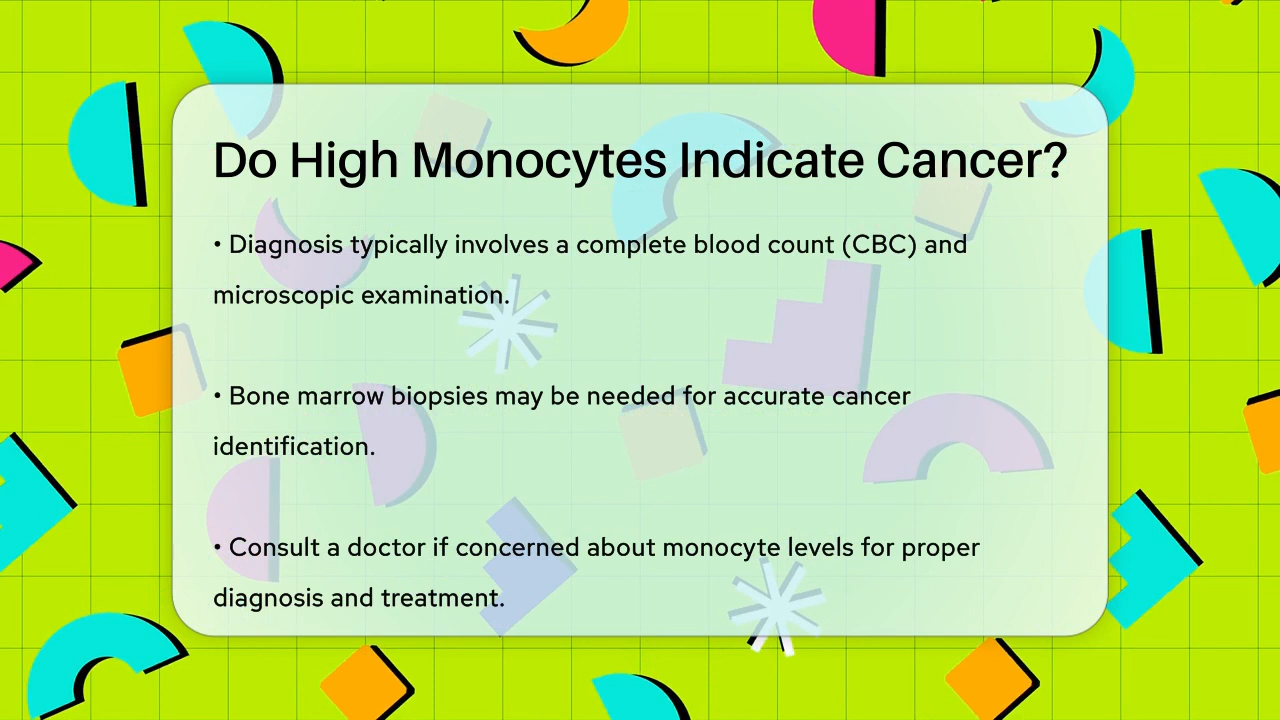 Do High Monocytes Indicate Cancer?
• Diagnosis typically involves a complete blood count (CBC) and
microscopic examination.
• Bone marrow biopsies may be needed for accurate cancer
identification.
• Consult a doctor if concerned about monocyte levels for proper
diagnosis and treatment.